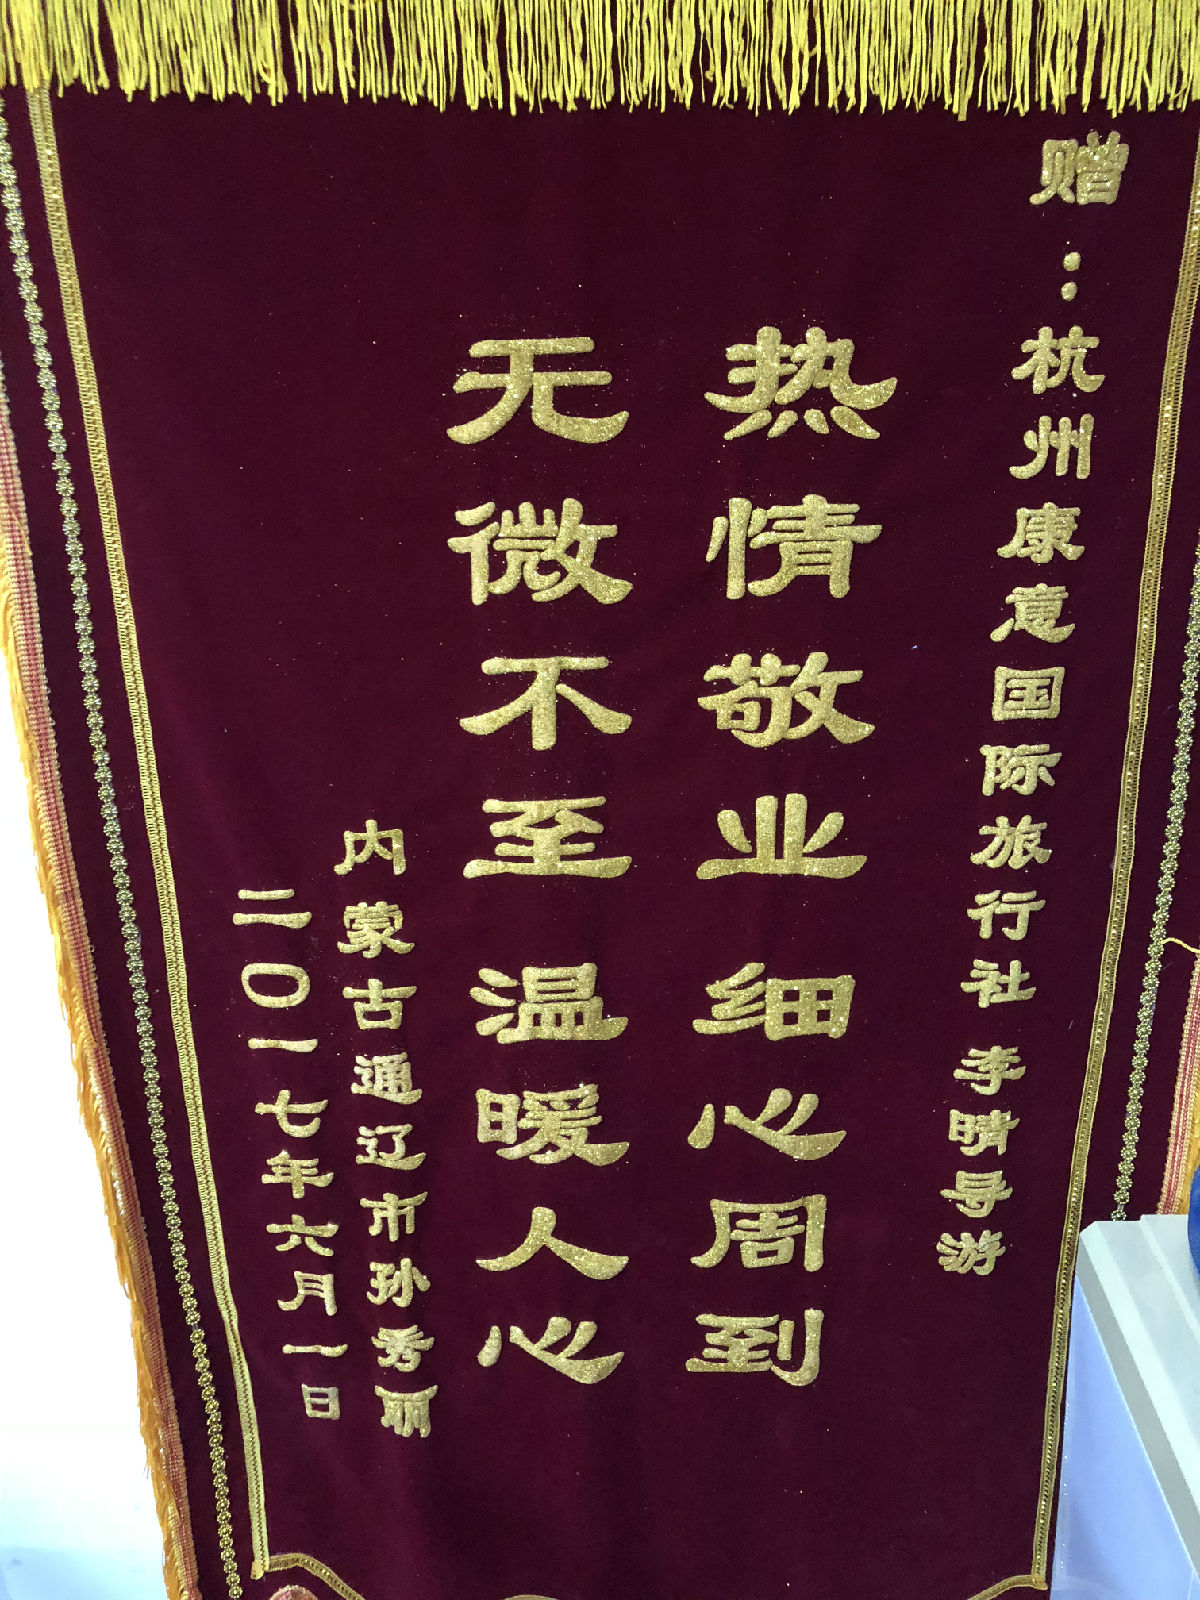 赠：杭州康意国际旅行社 李晴导游
热情敬业细心周到
无微不至温暖人心
内蒙古通辽市孙秀丽
二〇一七年六月一日